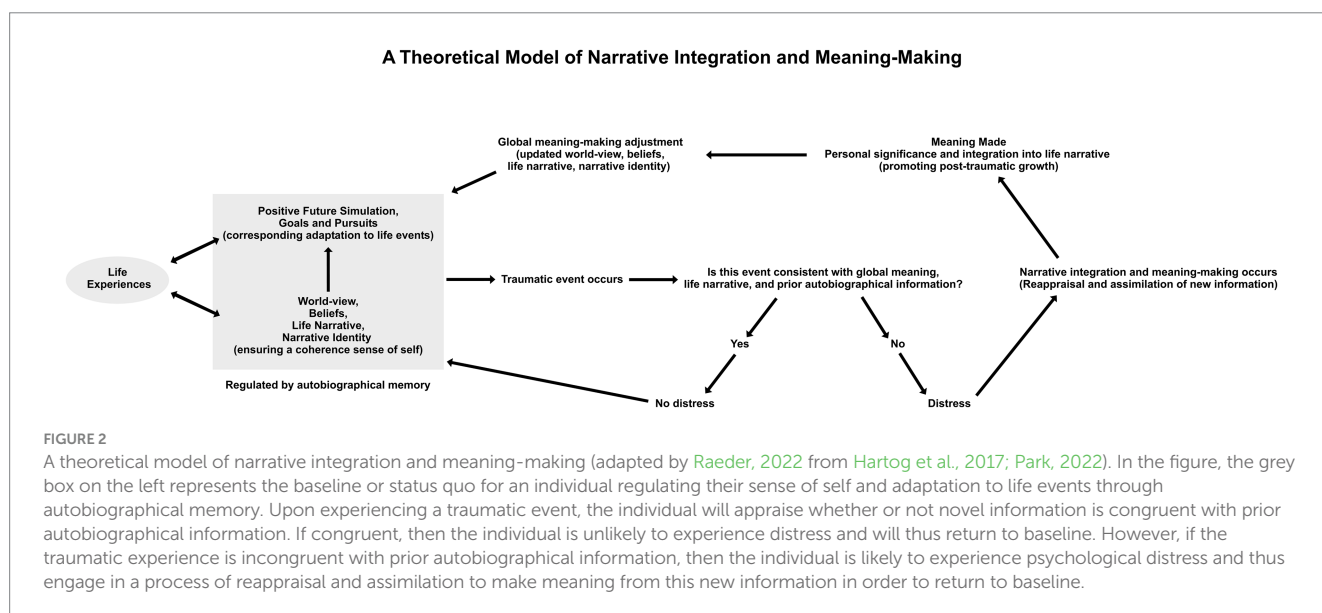 A Theoretical Model of Narrative Integration and Meaning-Making
Global meaning-making adjustment
(updated world-view, beliefs,
life narrative, narrative identity)
Meaning Made
Personal significance and integration into life narrative
(promoting post-traumatic growth)
Positive Future Simulation,
Goals and Pursuits
(corresponding adaptation to life events)
Life
Experiences
World-view,
Beliefs,
Life Narrative,
Narrative Identity
(ensuring a coherence sense of self)
Regulated by autobiographical memory
Traumatic event occurs
Is this event consistent with global meaning,
life narrative, and prior autobiographical information?
Narrative integration and meaning-making occurs
(Reappraisal and assimilation of new information)
Yes
No
No distress
Distress
FIGURE 2
A theoretical model of narrative integration and meaning-making (adapted by Raeder, 2022 from Hartog et al., 2017; Park, 2022). In the figure, the grey
box on the left represents the baseline or status quo for an individual regulating their sense of self and adaptation to life events through
autobiographical memory. Upon experiencing a traumatic event, the individual will appraise whether or not novel information is congruent with prior
autobiographical information. If congruent, then the individual is unlikely to experience distress and will thus return to baseline. However, if the
traumatic experience is incongruent with prior autobiographical information, then the individual is likely to experience psychological distress and thus
engage in a process of reappraisal and assimilation to make meaning from this new information in order to return to baseline.